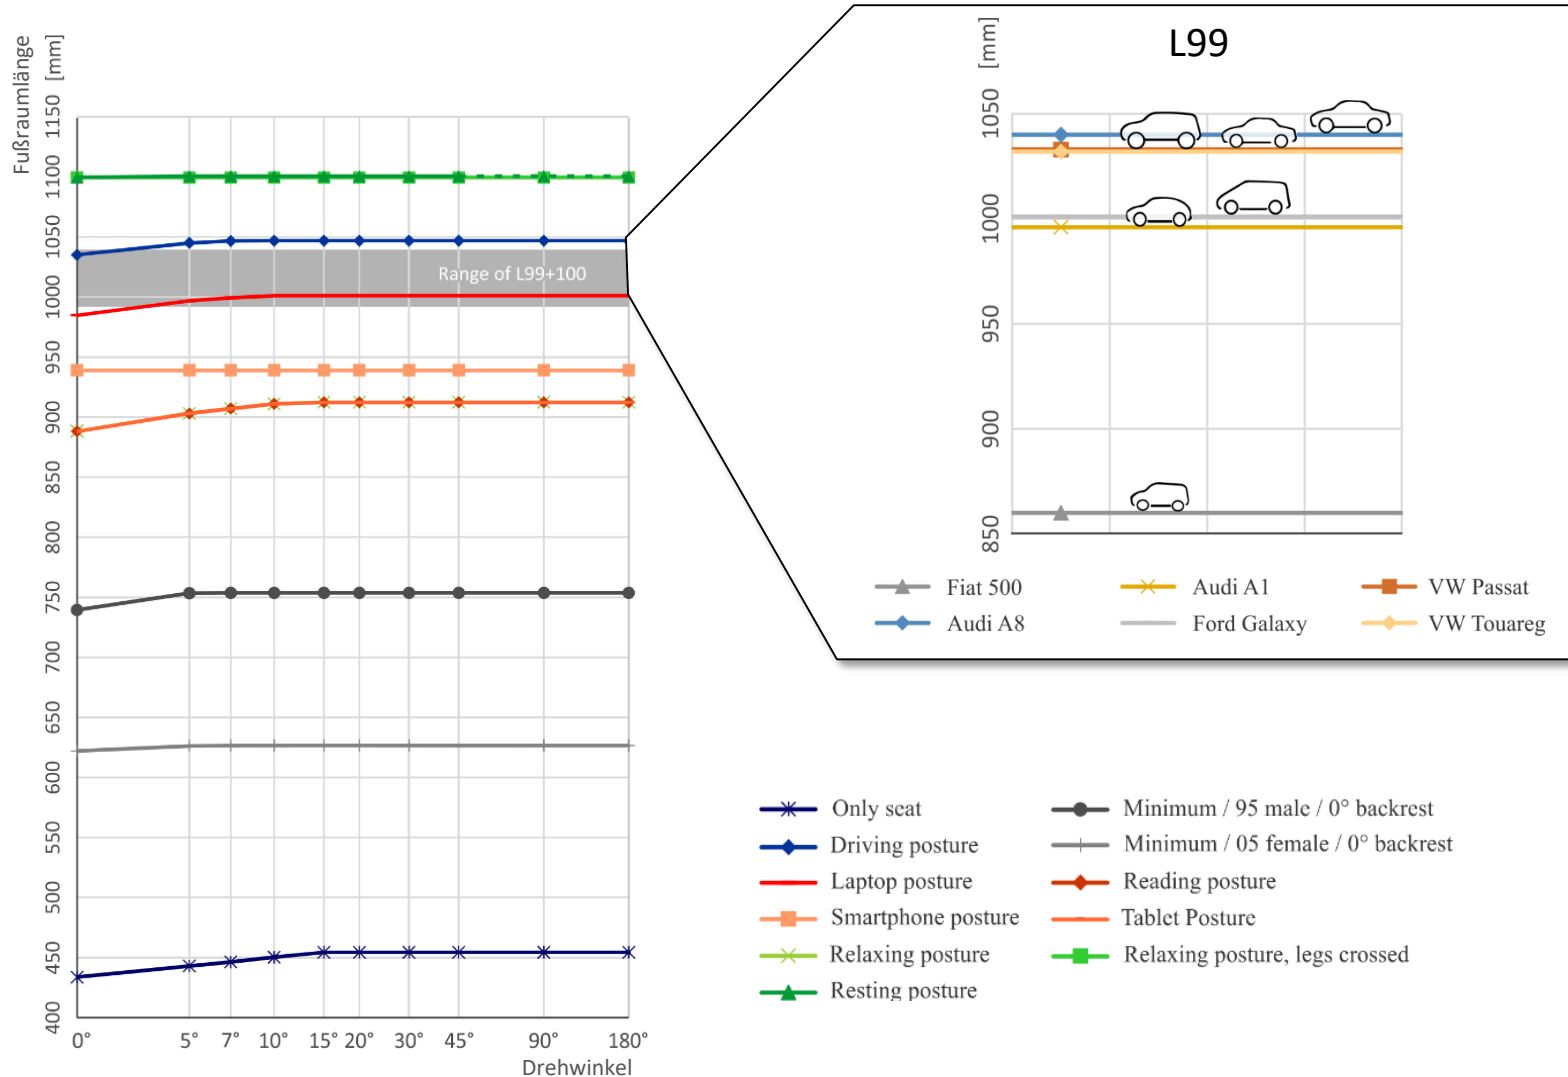 Fußraumlänge
[mm]
1150
1100
1050
1000
950
900
850
800
750
700
650
600
550
500
450
400
Range of L99+100
0° 5° 7° 10° 15° 20° 30° 45° 90° 180°
Drehwinkel
L99
[mm]
1050
1000
950
900
850
Fiat 500 Audi A1 VW Passat
Audi A8 Ford Galaxy VW Touareg
Only seat Minimum / 95 male / 0° backrest
Driving posture Minimum / 05 female / 0° backrest
Laptop posture Reading posture
Smartphone posture Tablet Posture
Relaxing posture Relaxing posture, legs crossed
Resting posture